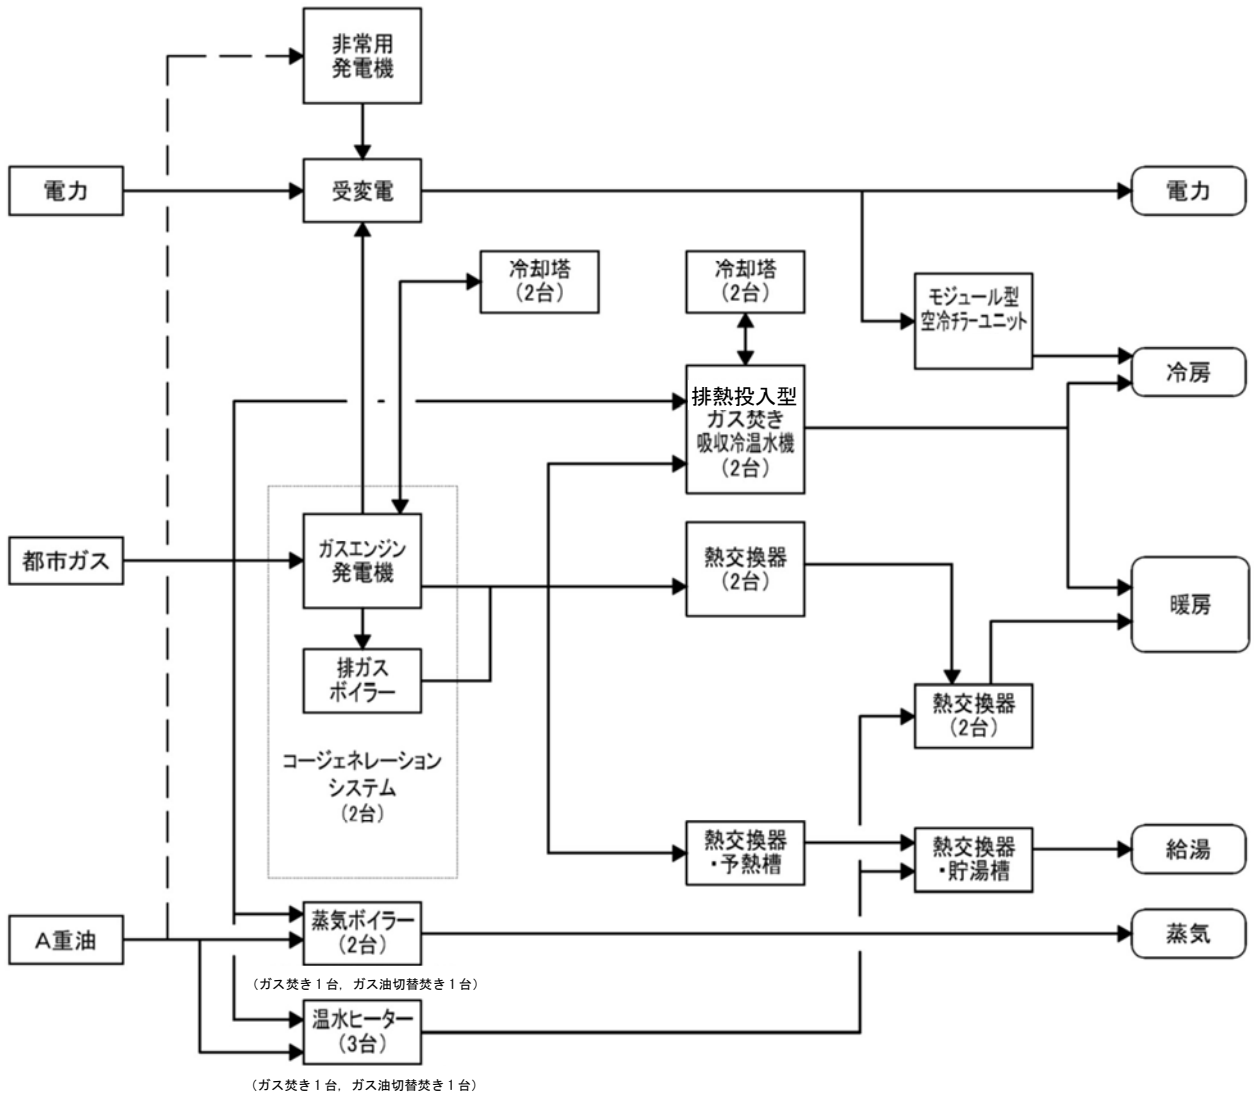 非常用
発電機
電力
受変電
電力
冷却塔
(2台)
冷却塔
(2台)
モジュール型
空冷チラーユニット
冷房
排熱投入型
ガス焚き
吸収冷温水機
(2台)
都市ガス
ガスエンジン
発電機
熱交換器
(2台)
暖房
排ガス
ボイラー
熱交換器
(2台)
コージェネレーション
システム
(2台)
熱交換器
・予熱槽
熱交換器
・貯湯槽
給湯
A重油
蒸気ボイラー
(2台)
蒸気
（ガス焚き１台，ガス油切替焚き１台）
温水ヒーター
(3台)
（ガス焚き１台，ガス油切替焚き１台）